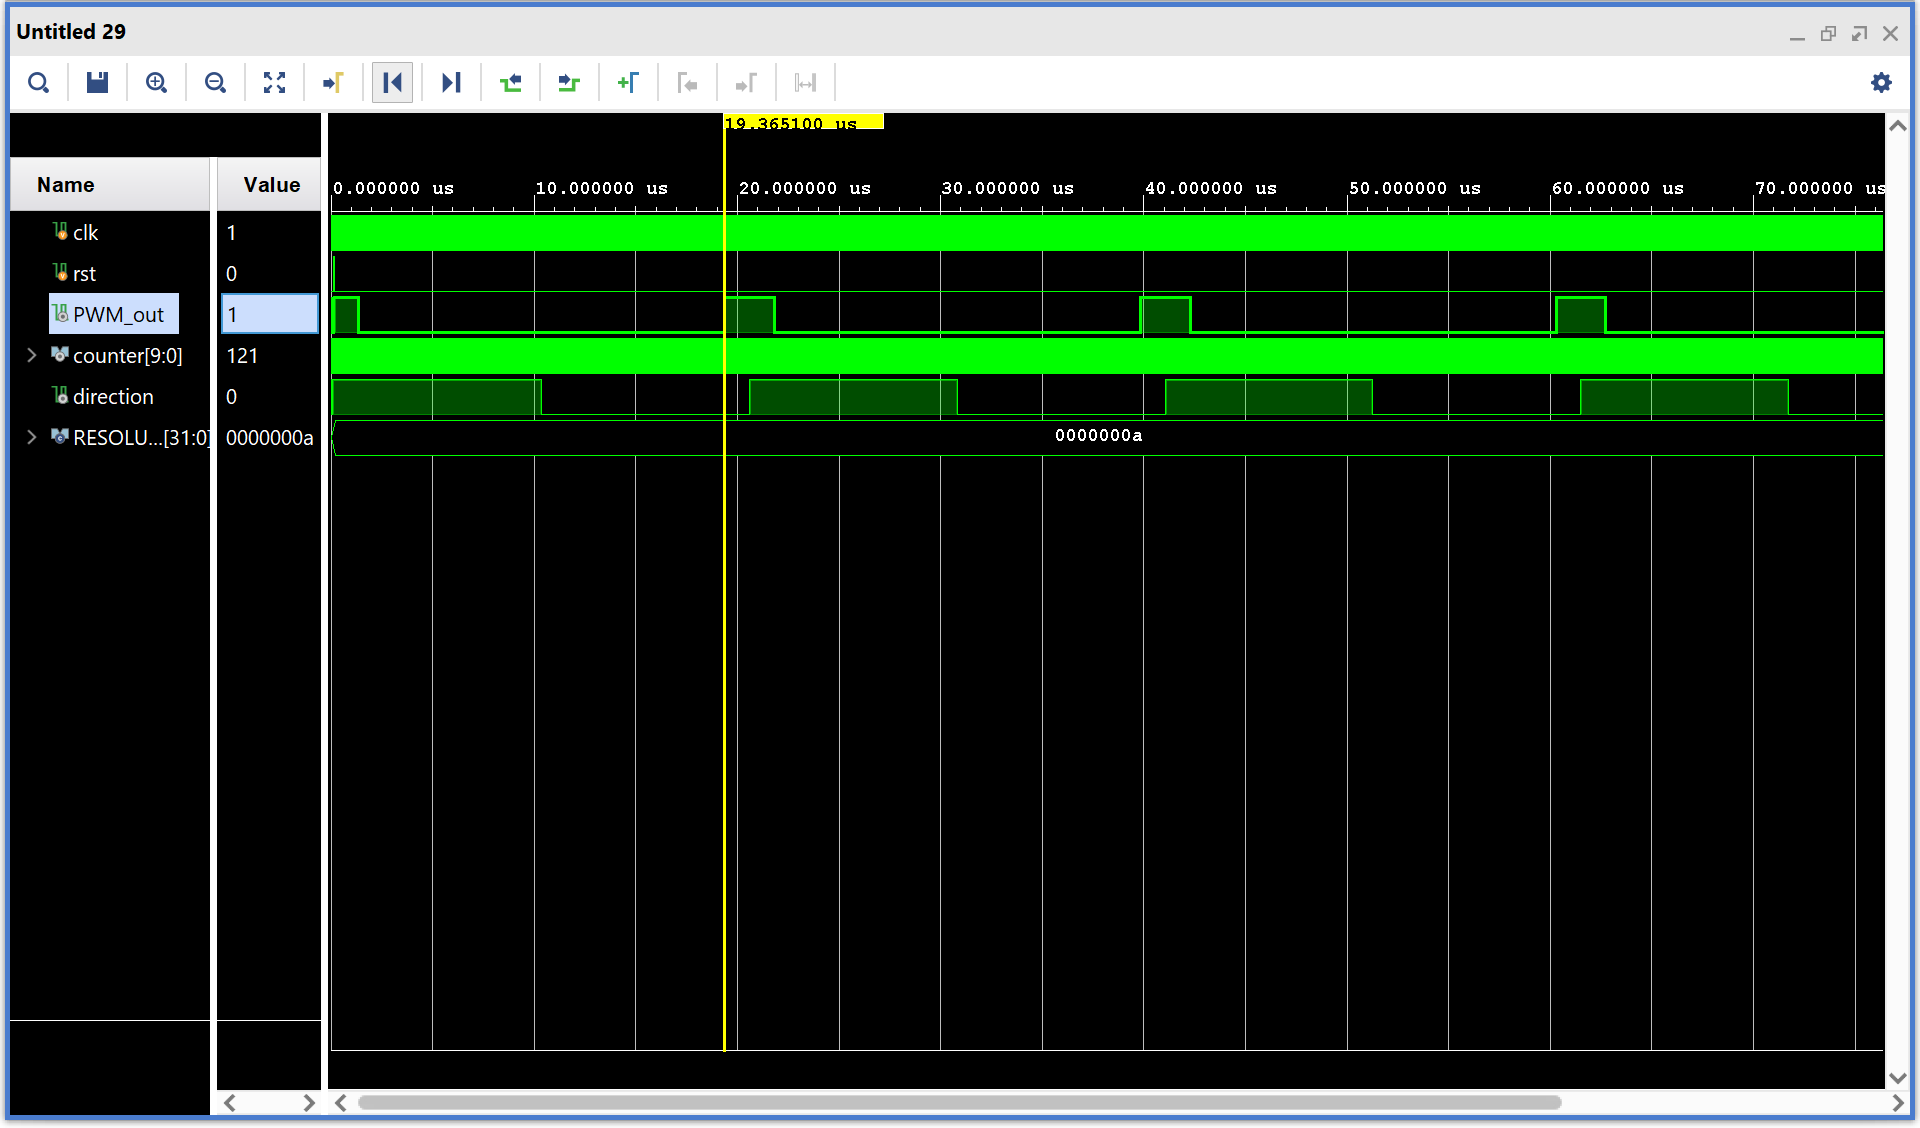 Untitled 29
19.365100 us
Name
Value
0.000000 us
10.000000 us
20.000000 us
30.000000 us
40.000000 us
50.000000 us
60.000000 us
70.000000 us
clk
1
rst
0
PWM_out
1
counter[9:0]
121
direction
0
RESOLU...[31:0]
0000000a
0000000a